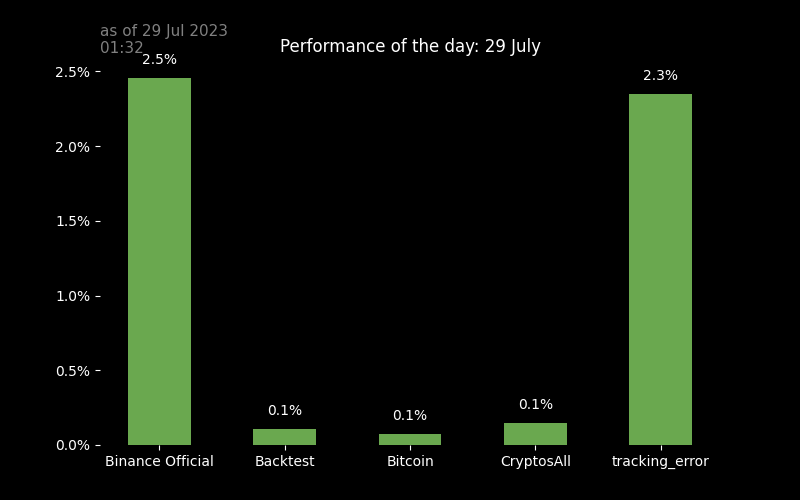 as of 29 Jul 2023
01:32
Performance of the day: 29 July
2.5%
2.5%
2.3%
2.0%
1.5%
1.0%
0.5%
0.1%
0.1%
0.1%
0.0%
Binance Official
Backtest
Bitcoin
CryptosAll
tracking_error